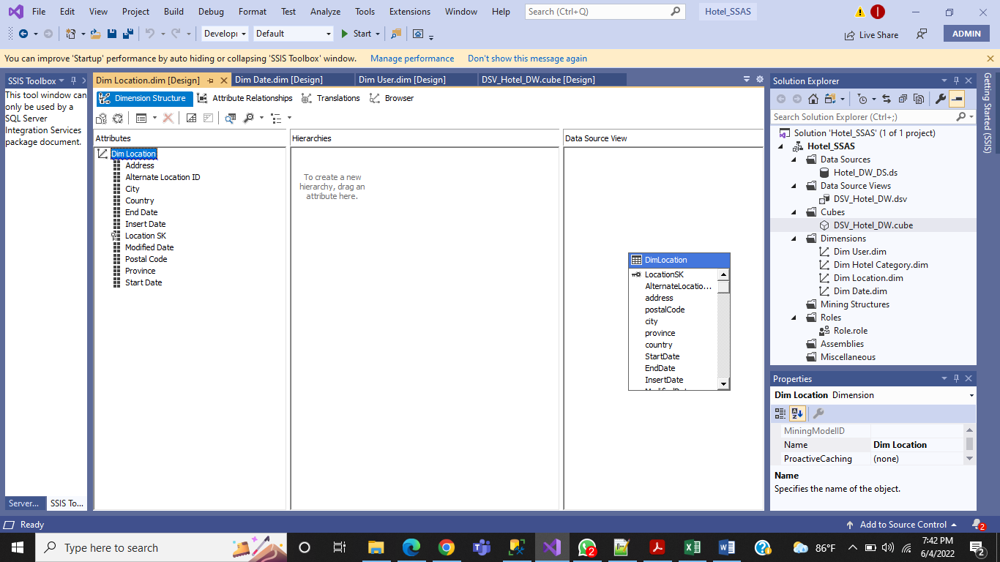 File Edit View Project Build Debug Format Test Analyze Tools Extensions Window Help Search (Ctrl+Q) Hotel_SSAS
Default Start Live Share ADMIN
You can improve 'Startup' performance by auto hiding or collapsing 'SSIS Toolbox' window. Manage performance Don't show this message again
SSIS Toolbox
This tool window can
only be used by a
SQL Server
Integration Services
package document.
Server...
SSIS To...
Dim Location.dim [Design] Dim Date.dim [Design] Dim User.dim [Design] DSV_Hotel_DW.cube [Design]
Dimension Structure Attribute Relationships Translations Browser
Attributes
Dim Location
Address
Alternate Location ID
City
Country
End Date
Insert Date
Location SK
Modified Date
Postal Code
Province
Start Date
Hierarchies
To create a new
hierarchy, drag an
attribute here.
Data Source View
DimLocation
LocationSK
AlternateLocatio...
address
postalCode
city
province
country
StartDate
EndDate
InsertDate
Solution Explorer
Search Solution Explorer (Ctrl+;)
Solution 'Hotel_SSAS' (1 of 1 project)
Hotel_SSAS
Data Sources
Hotel_DW_DS.ds
Data Source Views
DSV_Hotel_DW.dsv
Cubes
DSV_Hotel_DW.cube
Dimensions
Dim User.dim
Dim Hotel Category.dim
Dim Location.dim
Dim Date.dim
Mining Structures
Roles
Role.role
Assemblies
Miscellaneous
Getting Started (SSIS)
Properties
Dim Location Dimension
MiningModelID
Name Dim Location
ProactiveCaching (none)
Name
Specifies the name of the object.
Ready Add to Source Control 2
Type here to search 2 86°F 7:42 PM
6/4/2022 2